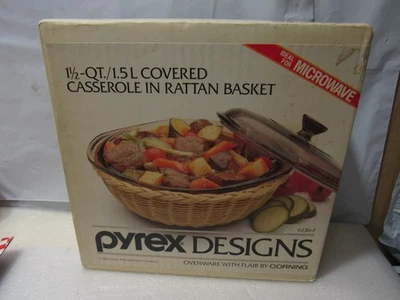 1½-QT./1.5 L COVERED
CASSEROLE IN RATTAN BASKET
IDEAL
FOR
MICROWAVE
pyrex DESIGNS
OVENWARE WITH FLAIR BY CORNING